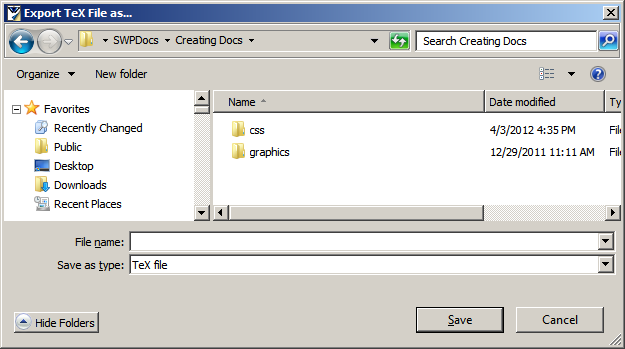 Export TeX File as...
SWPDocs Creating Docs Search Creating Docs
Organize New folder
Favorites
Recently Changed
Public
Desktop
Downloads
Recent Places
Name Date modified Ty
css 4/3/2012 4:35 PM Fil
graphics 12/29/2011 11:11 AM Fil
File name:
Save as type: TeX file
Hide Folders Save Cancel